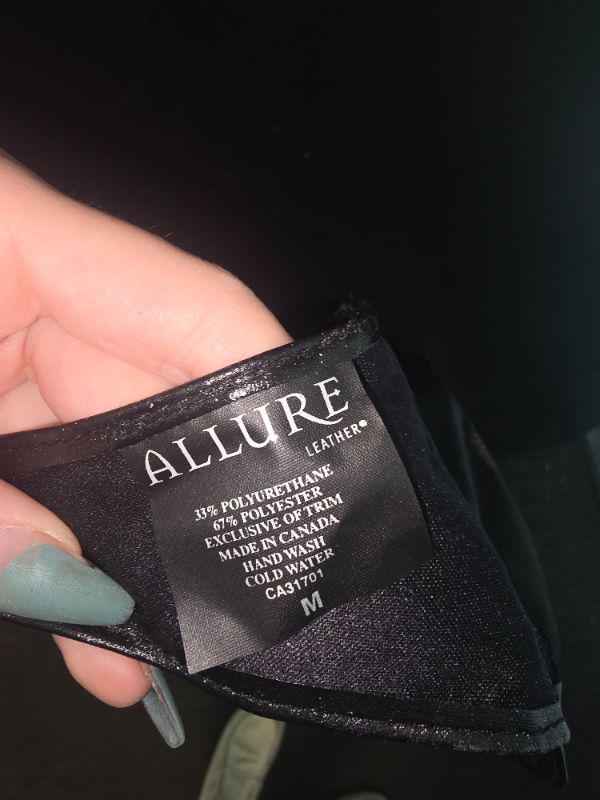 ALLURE
LEATHER®
33% POLYURETHANE
67% POLYESTER
EXCLUSIVE OF TRIM
MADE IN CANADA
HAND WASH
COLD WATER
CA31701
M